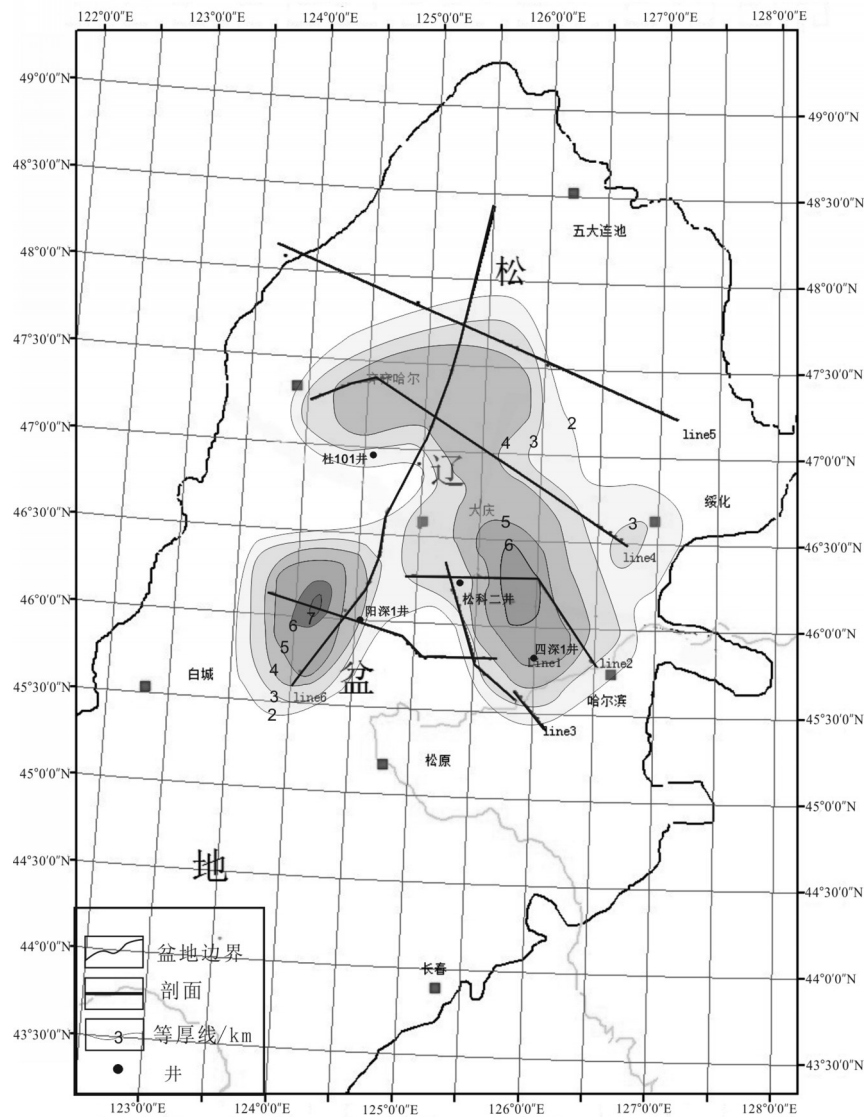 122°0′0″E 123°0′0″E 124°0′0″E 125°0′0″E 126°0′0″E 127°0′0″E 128°0′0″E
49°0′0″N
49°0′0″N
48°30′0″N
48°30′0″N
五大连池
48°0′0″N
松
48°0′0″N
47°30′0″N
齐齐哈尔
47°30′0″N
2
4
3
line5
47°0′0″N
杜101井
辽
47°0′0″N
46°30′0″N
大庆
绥化
5
3
6
line4
46°30′0″N
46°0′0″N
松科二井
7
阳深1井
6
46°0′0″N
5
四深1井
line1
line2
4
白城
盆
45°30′0″N
3
line6
哈尔滨
2
45°30′0″N
line3
松原
45°0′0″N
45°0′0″N
44°30′0″N
地
44°30′0″N
44°0′0″N
盆地边界
长春
44°0′0″N
剖面
43°30′0″N
3
等厚线/km
43°30′0″N
井
123°0′0″E 124°0′0″E 125°0′0″E 126°0′0″E 127°0′0″E 128°0′0″E